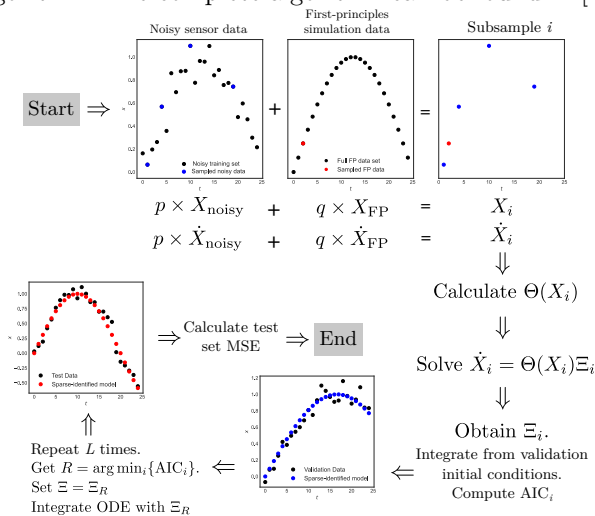 Noisy sensor data
First-principles
simulation data
Subsample i
Start ⇒
Noisy training set
Sampled noisy data
+
Full FP data set
Sampled FP data
=
p × X_noisy + q × X_FP = X_i
p × Ẋ_noisy + q × Ẋ_FP = Ẋ_i
⇓
Calculate Θ(X_i)
⇓
Solve Ẋ_i = Θ(X_i)Ξ_i
⇓
Obtain Ξ_i.
Integrate from validation
initial conditions.
Compute AIC_i
⇐
Validation Data
Sparse-identified model
⇐
Repeat L times.
Get R = arg min_i{AIC_i}.
Set Ξ = Ξ_R
Integrate ODE with Ξ_R
⇑
Test Data
Sparse-identified model
⇒
Calculate test
set MSE
⇒ End